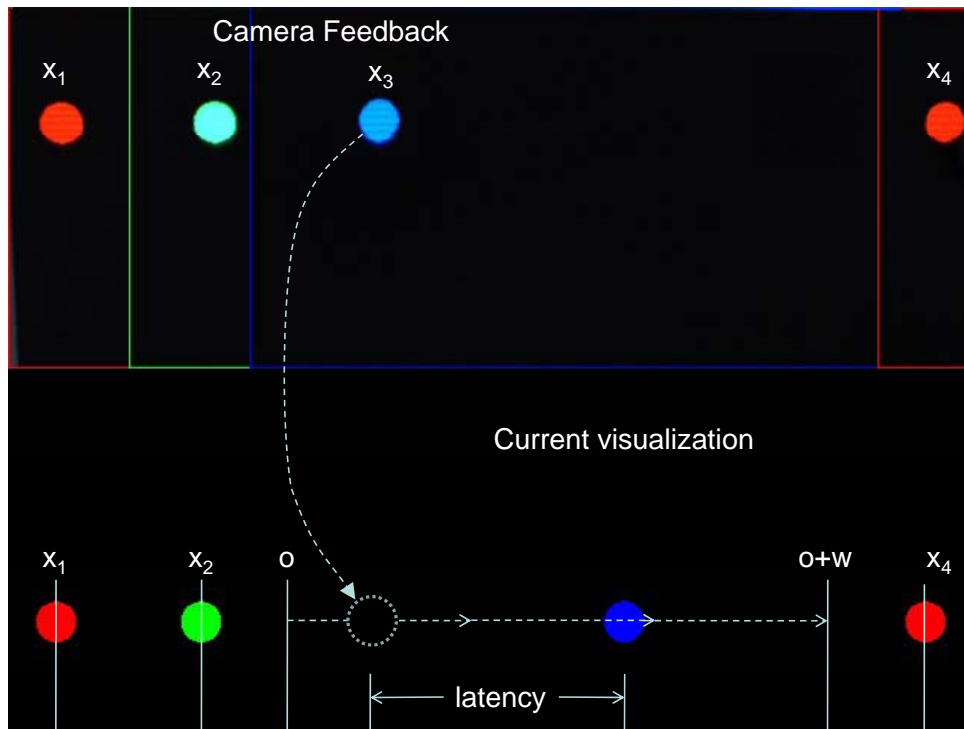 Camera Feedback
x₁ x₂ x₃ x₄
Current visualization
x₁ x₂ o o+w x₄
latency